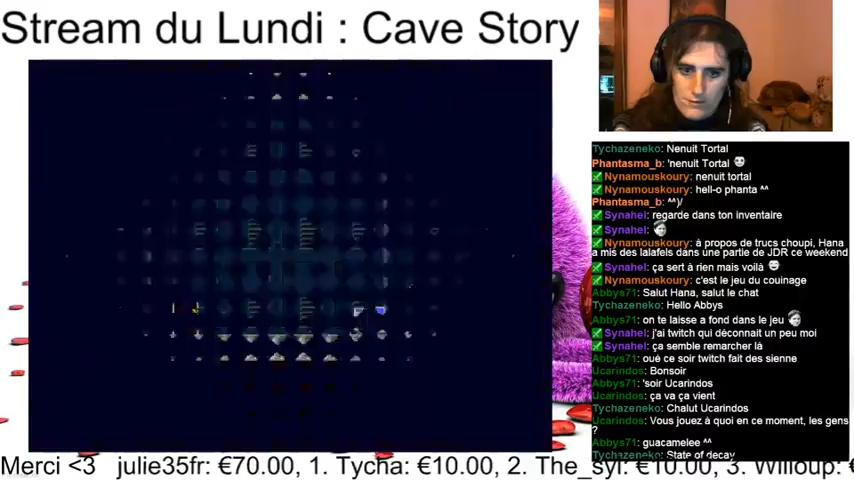 Stream du Lundi : Cave Story
Tychazeneko: Nenuit Tortal
Phantasma_b: 'nenuit Tortal
Nynamouskoury: nenuit tortal
Nynamouskoury: hell-o phanta ^^
Phantasma_b: ^^)/
Synahel: regarde dans ton inventaire
Synahel:
Nynamouskoury: à propos de trucs choupi, Hana
a mis des lalafels dans une partie de JDR ce weekend
Synahel: ça sert à rien mais voilà
Nynamouskoury: c'est le jeu du couinage
Abbys71: Salut Hana, salut le chat
Tychazeneko: Hello Abbys
Abbys71: on te laisse a fond dans le jeu
Synahel: j'ai twitch qui déconnait un peu moi
Synahel: ça semble remarcher là
Abbys71: oué ce soir twitch fait des sienne
Ucarindos: Bonsoir
Abbys71: 'soir Ucarindos
Ucarindos: ça va ça vient
Tychazeneko: Chalut Ucarindos
Ucarindos: Vous jouez à quoi en ce moment, les gens
?
Abbys71: guacamelee ^^
Tychazeneko: State of decay
Merci <3 julie35fr: €70.00, 1. Tycha: €10.00, 2. The_syl: €10.00, 3. Willoup: €